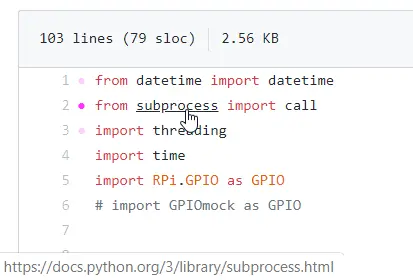 103 lines (79 sloc) 2.56 KB
1 from datetime import datetime
2 from subprocess import call
3 import threading
4 import time
5 import RPi.GPIO as GPIO
6 # import GPIOmock as GPIO
7
https://docs.python.org/3/library/subprocess.html